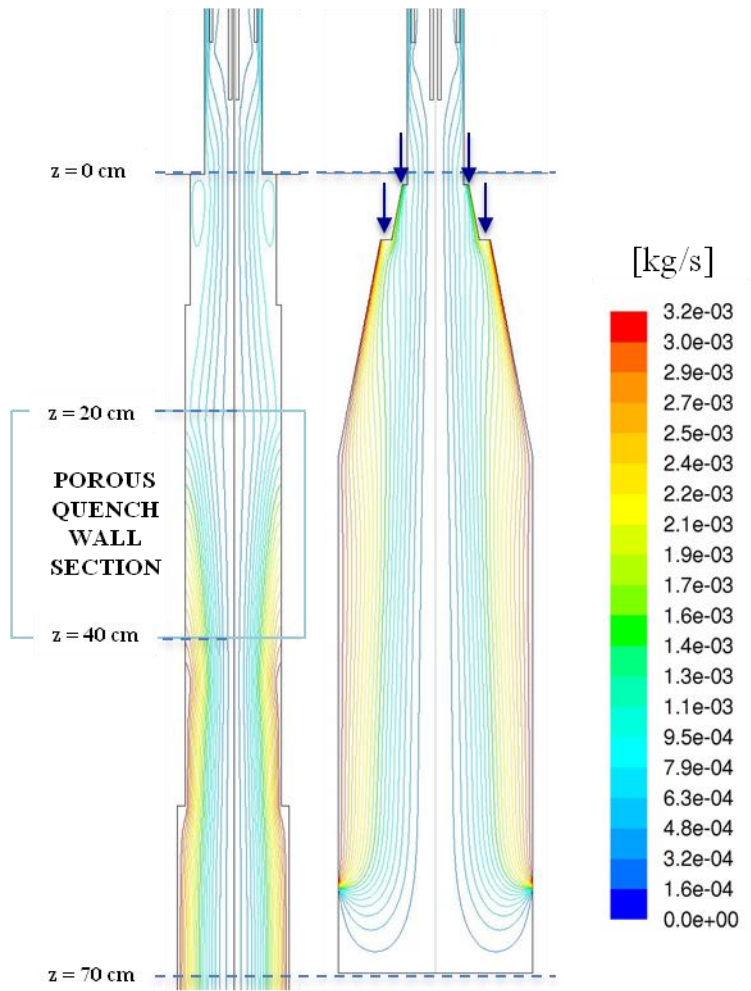 z = 0 cm
z = 20 cm
POROUS
QUENCH
WALL
SECTION
z = 40 cm
z = 70 cm
[kg/s]
3.2e-03
3.0e-03
2.9e-03
2.7e-03
2.5e-03
2.4e-03
2.2e-03
2.1e-03
1.9e-03
1.7e-03
1.6e-03
1.3e-03
1.1e-03
9.5e-04
7.9e-04
6.3e-04
4.8e-04
3.2e-04
1.6e-04
0.0e+00